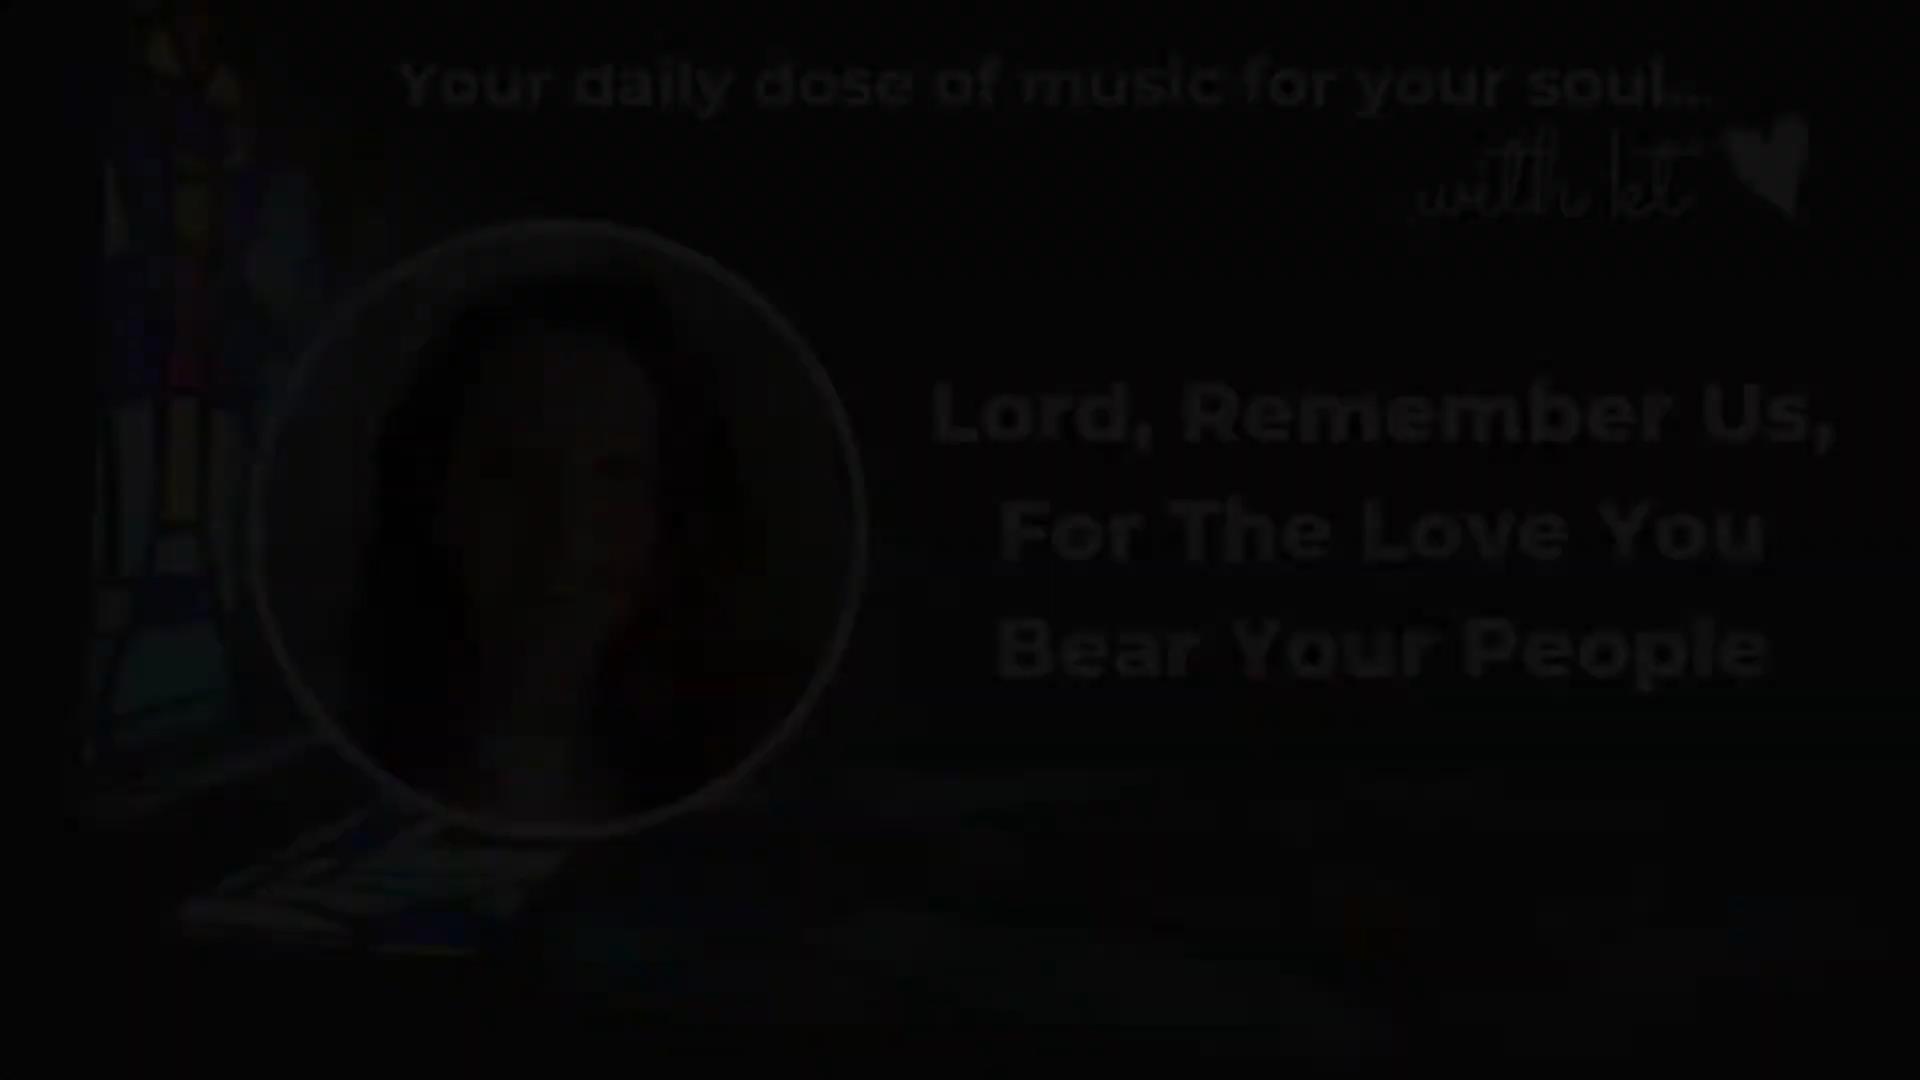 Your daily dose of music for your soul...
with kt
Lord, Remember Us,
For The Love You
Bear Your People